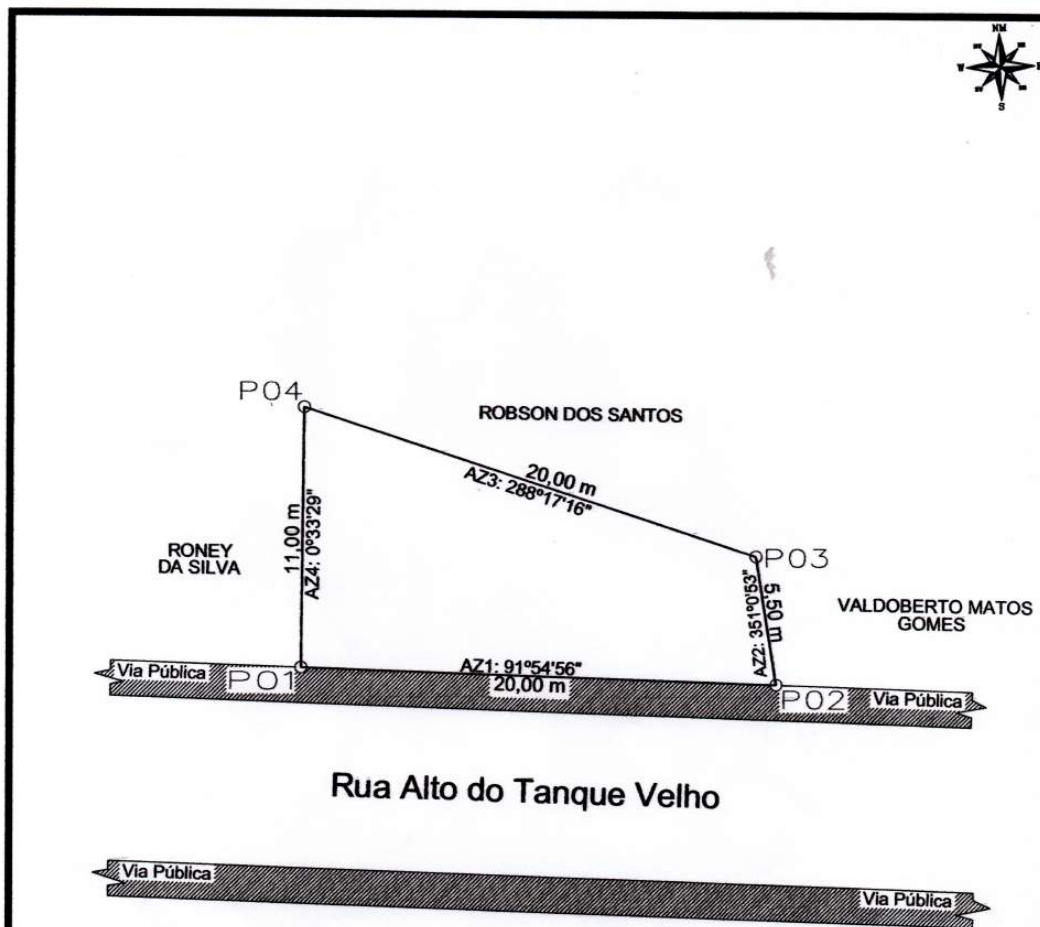 NM
W
S
P04
ROBSON DOS SANTOS
20,00 m
AZ3: 288°17'16"
11,00 m
AZ4: 0°33'29"
RONEY
DA SILVA
P03
5,50 m
AZ2: 351°0'53"
VALDOBERTO MATOS
GOMES
AZ1: 91°54'56"
20,00 m
Via Pública
P01
P02
Via Pública
Rua Alto do Tanque Velho
Via Pública
Via Pública